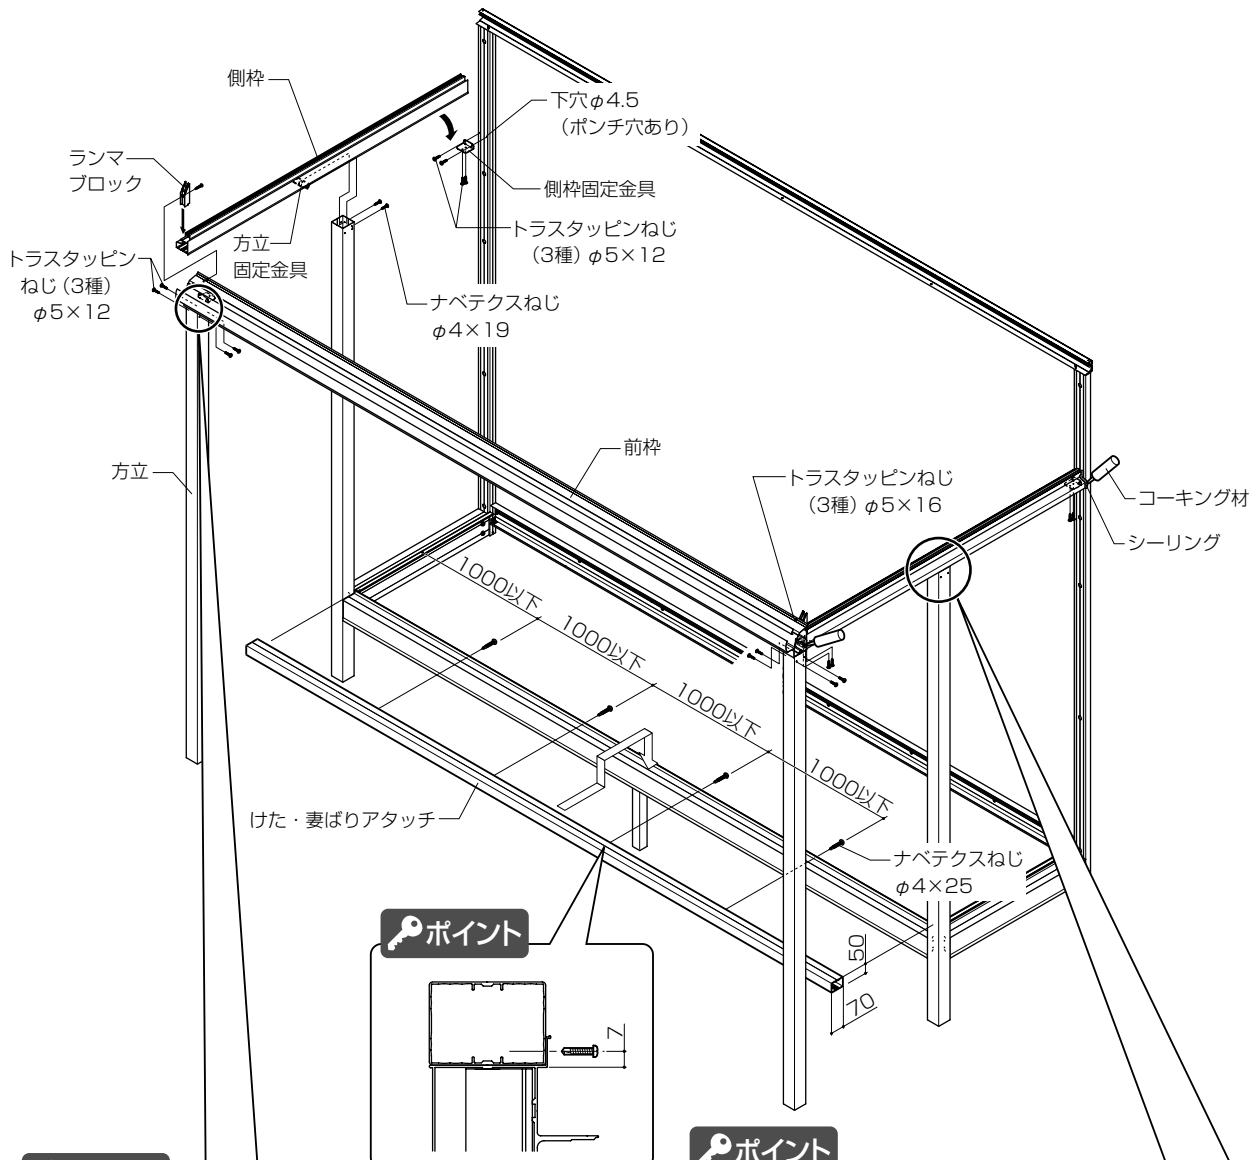 側枠
下穴φ4.5
（ポンチ穴あり）
ランマ
ブロック
側枠固定金具
方立
固定金具
トラスタッピンねじ
（3種）φ5×12
トラスタッピン
ねじ（3種）
φ5×12
ナベテクスねじ
φ4×19
方立
前枠
トラスタッピンねじ
（3種）φ5×16
コーキング材
シーリング
1000以下
1000以下
1000以下
1000以下
けた・妻ばりアタッチ
ナベテクスねじ
φ4×25
ポイント
50
70
7
ポイント